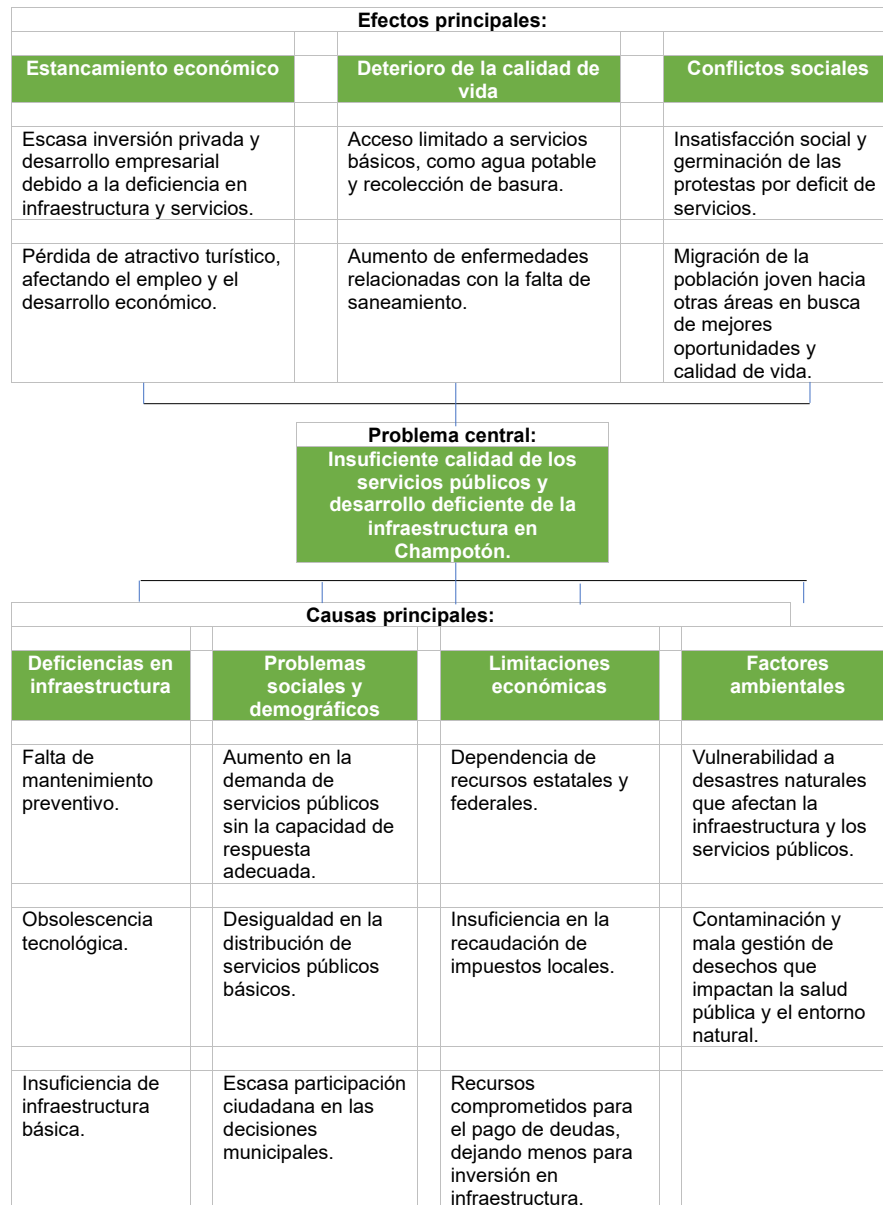 Efectos principales:
Estancamiento económico
Deterioro de la calidad de
vida
Conflictos sociales
Escasa inversión privada y
desarrollo empresarial
debido a la deficiencia en
infraestructura y servicios.
Acceso limitado a servicios
básicos, como agua potable
y recolección de basura.
Insatisfacción social y
germinación de las
protestas por deficit de
servicios.
Pérdida de atractivo turístico,
afectando el empleo y el
desarrollo económico.
Aumento de enfermedades
relacionadas con la falta de
saneamiento.
Migración de la
población joven hacia
otras áreas en busca
de mejores
oportunidades y
calidad de vida.
Problema central:
Insuficiente calidad de los
servicios públicos y
desarrollo deficiente de la
infraestructura en
Champotón.
Causas principales:
Deficiencias en
infraestructura
Problemas
sociales y
demográficos
Limitaciones
económicas
Factores
ambientales
Falta de
mantenimiento
preventivo.
Aumento en la
demanda de
servicios públicos
sin la capacidad de
respuesta
adecuada.
Dependencia de
recursos estatales y
federales.
Vulnerabilidad a
desastres naturales
que afectan la
infraestructura y los
servicios públicos.
Obsolescencia
tecnológica.
Desigualdad en la
distribución de
servicios públicos
básicos.
Insuficiencia en la
recaudación de
impuestos locales.
Contaminación y
mala gestión de
desechos que
impactan la salud
pública y el entorno
natural.
Insuficiencia de
infraestructura
básica.
Escasa participación
ciudadana en las
decisiones
municipales.
Recursos
comprometidos para
el pago de deudas,
dejando menos para
inversión en
infraestructura.